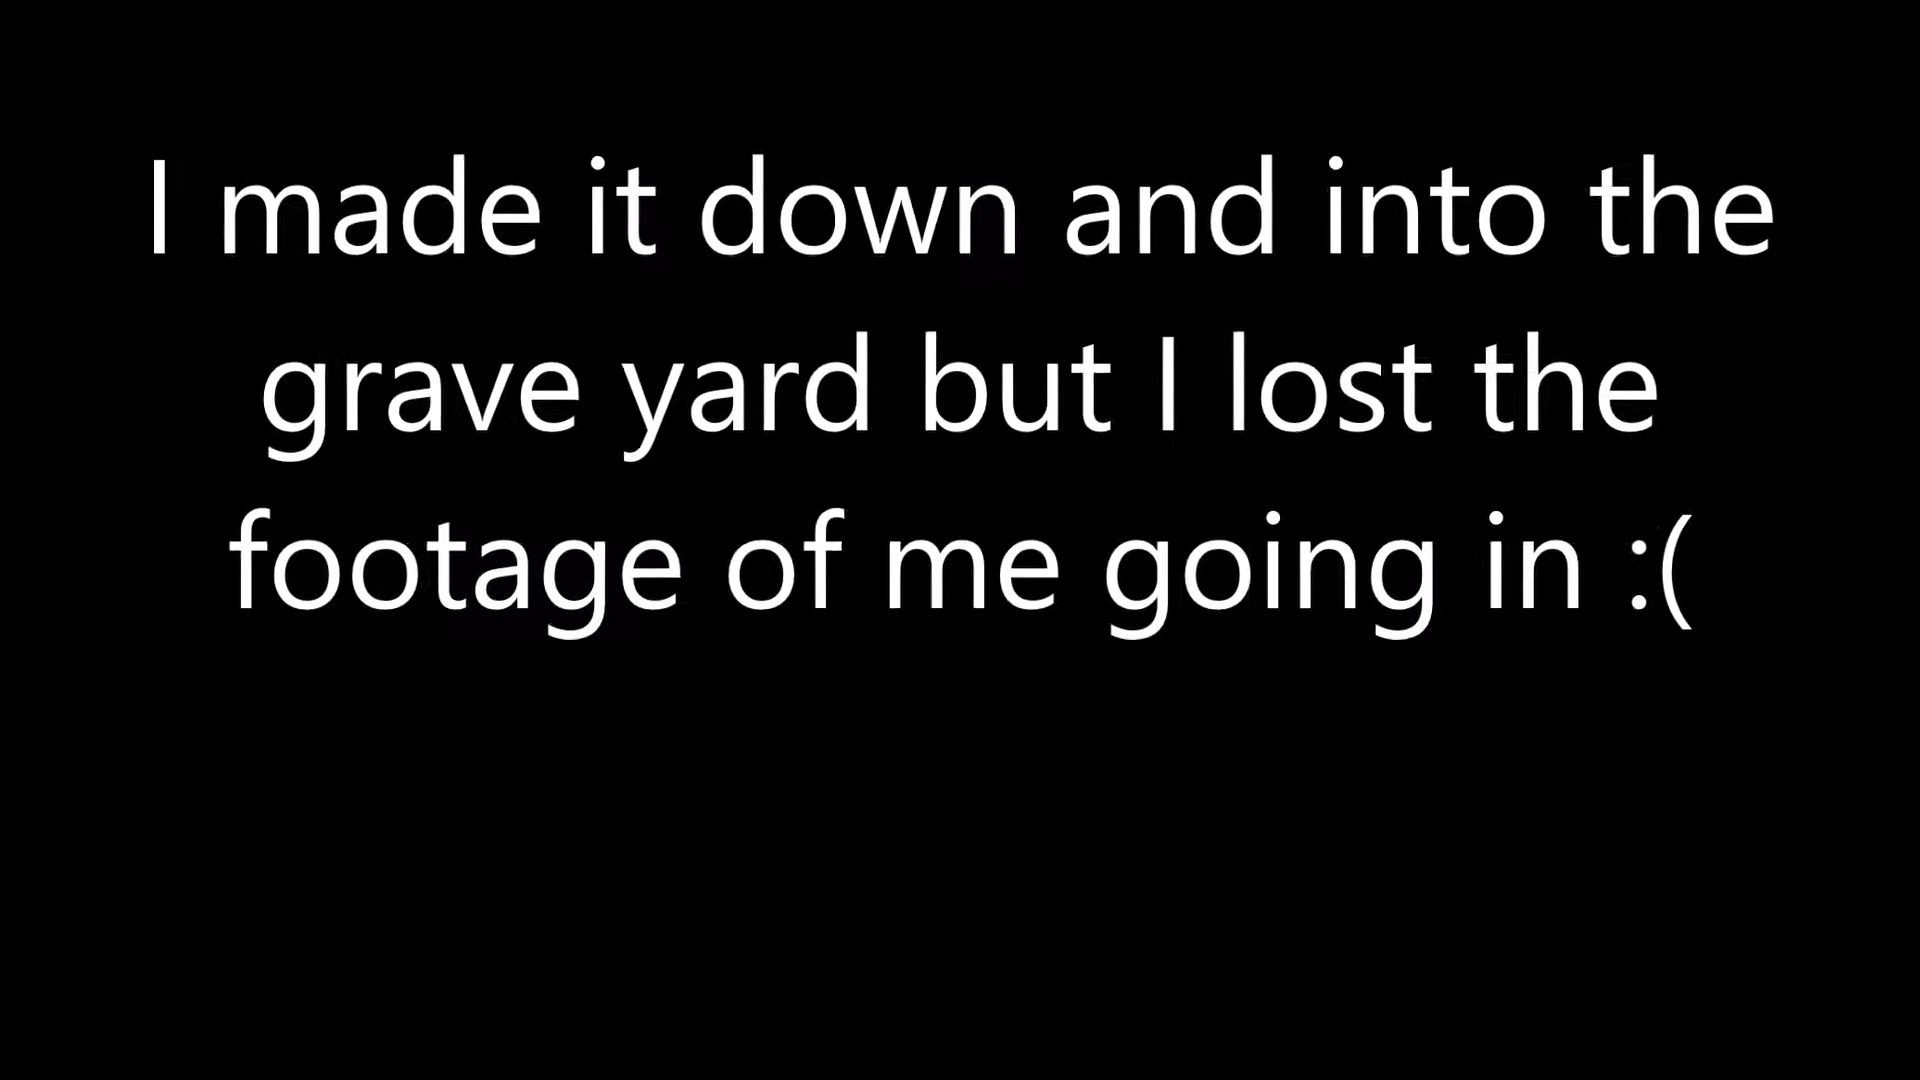 I made it down and into the
grave yard but I lost the
footage of me going in :(